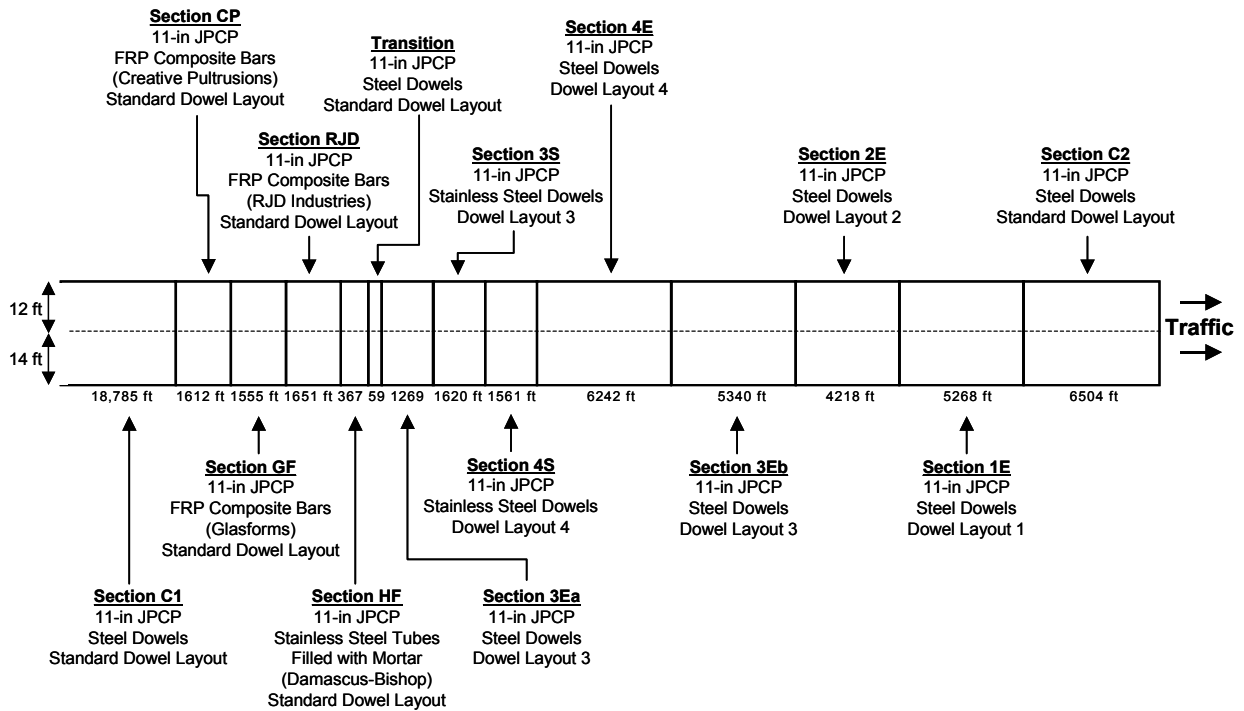 Section CP
11-in JPCP
FRP Composite Bars
(Creative Pultrusions)
Standard Dowel Layout
Transition
11-in JPCP
Steel Dowels
Standard Dowel Layout
Section 4E
11-in JPCP
Steel Dowels
Dowel Layout 4
Section RJD
11-in JPCP
FRP Composite Bars
(RJD Industries)
Standard Dowel Layout
Section 3S
11-in JPCP
Stainless Steel Dowels
Dowel Layout 3
Section 2E
11-in JPCP
Steel Dowels
Dowel Layout 2
Section C2
11-in JPCP
Steel Dowels
Standard Dowel Layout
12 ft
14 ft
Traffic
18,785 ft
1612 ft
1555 ft
1651 ft
367
59
1269
1620 ft
1561 ft
6242 ft
5340 ft
4218 ft
5268 ft
6504 ft
Section GF
11-in JPCP
FRP Composite Bars
(Glasforms)
Standard Dowel Layout
Section 4S
11-in JPCP
Stainless Steel Dowels
Dowel Layout 4
Section 3Eb
11-in JPCP
Steel Dowels
Dowel Layout 3
Section 1E
11-in JPCP
Steel Dowels
Dowel Layout 1
Section C1
11-in JPCP
Steel Dowels
Standard Dowel Layout
Section HF
11-in JPCP
Stainless Steel Tubes
Filled with Mortar
(Damascus-Bishop)
Standard Dowel Layout
Section 3Ea
11-in JPCP
Steel Dowels
Dowel Layout 3